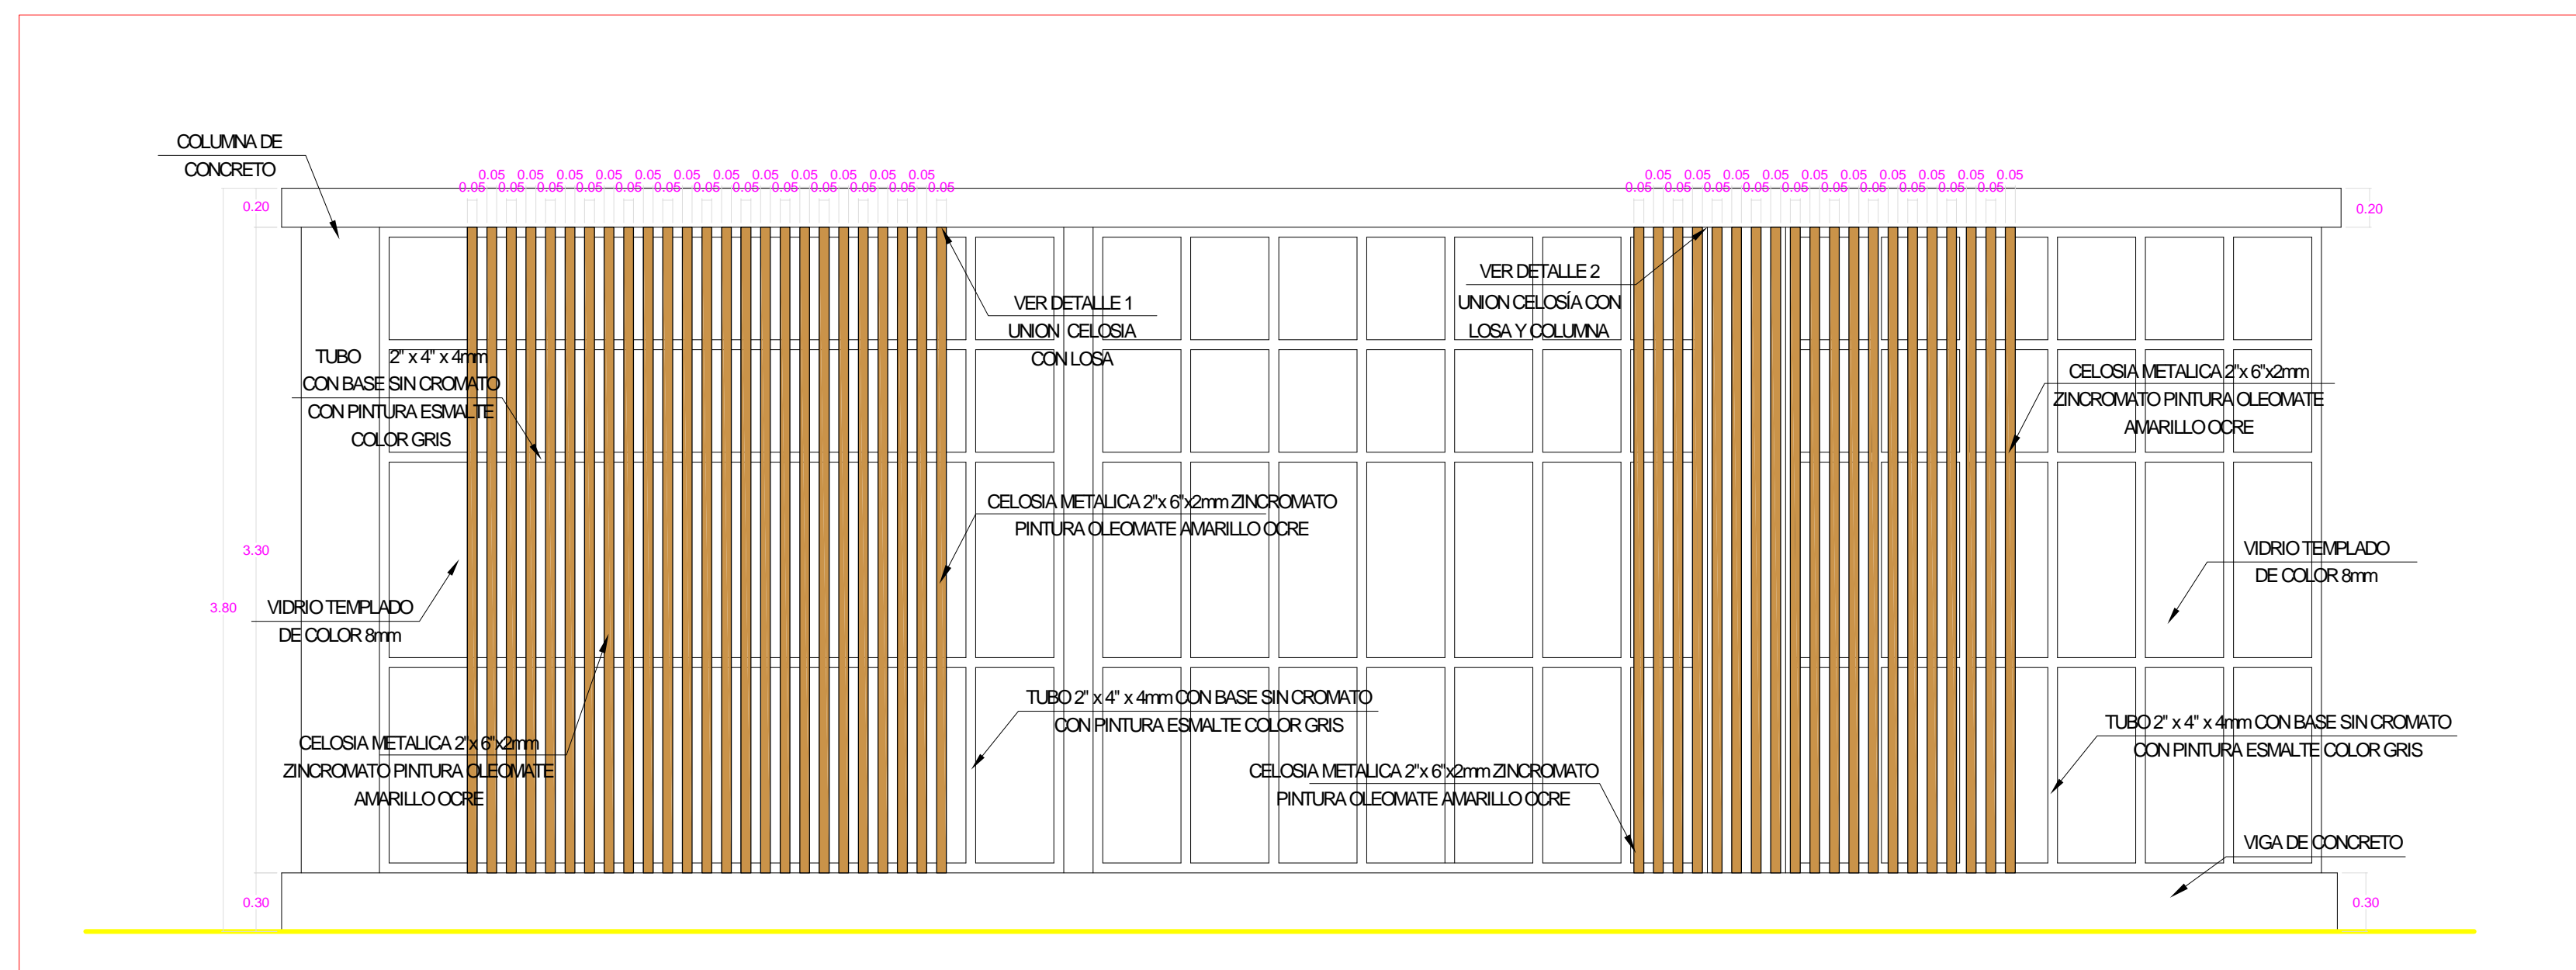 COLUMNA DE
CONCRETO
0.05 0.05 0.05 0.05 0.05 0.05 0.05 0.05 0.05 0.05 0.05 0.05
0.05 0.05 0.05 0.05 0.05 0.05 0.05 0.05 0.05 0.05 0.05 0.05 0.05
0.05 0.05 0.05 0.05 0.05 0.05 0.05 0.05 0.05 0.05
0.05 0.05 0.05 0.05 0.05 0.05 0.05 0.05 0.05 0.05
0.20
0.20
VER DETALLE 1
UNION CELOSIA
CON LOSA
VER DETALLE 2
UNION CELOSÍA CON
LOSA Y COLUMNA
TUBO 2" x 4" x 4mm
CON BASE SIN CROMATO
CON PINTURA ESMALTE
COLOR GRIS
CELOSIA METALICA 2"x 6"x2mm
ZINCROMATO PINTURA OLEOMATE
AMARILLO OCRE
CELOSIA METALICA 2"x 6"x2mm ZINCROMATO
PINTURA OLEOMATE AMARILLO OCRE
3.30
3.80
VIDRIO TEMPLADO
DE COLOR 8mm
VIDRIO TEMPLADO
DE COLOR 8mm
TUBO 2" x 4" x 4mm CON BASE SIN CROMATO
CON PINTURA ESMALTE COLOR GRIS
TUBO 2" x 4" x 4mm CON BASE SIN CROMATO
CON PINTURA ESMALTE COLOR GRIS
CELOSIA METALICA 2"x 6"x2mm
ZINCROMATO PINTURA OLEOMATE
AMARILLO OCRE
CELOSIA METALICA 2"x 6"x2mm ZINCROMATO
PINTURA OLEOMATE AMARILLO OCRE
VIGA DE CONCRETO
0.30
0.30